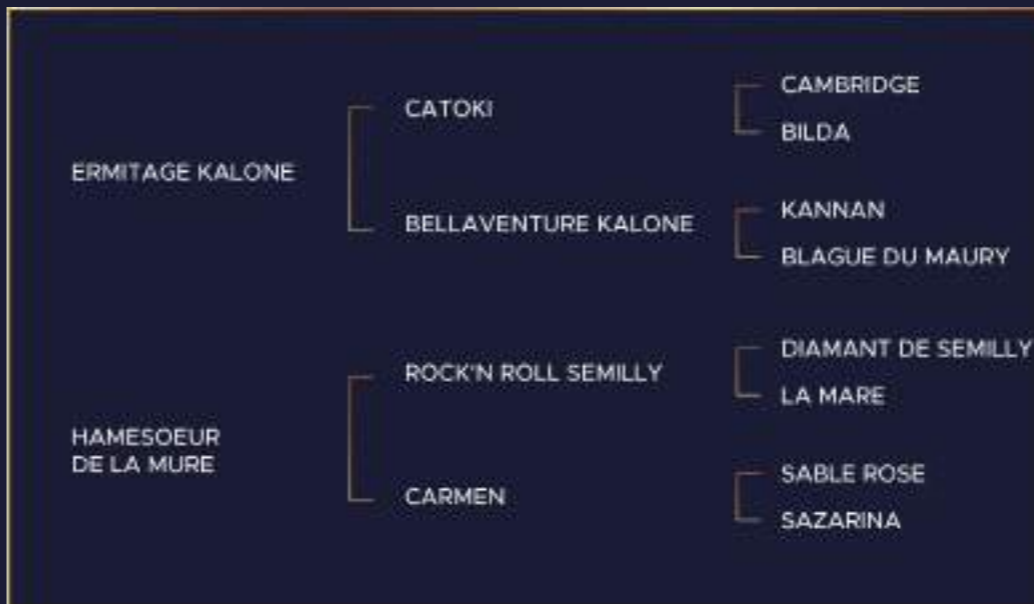 CAMBRIDGE
CATOKI
BILDA
ERMITAGE KALONE
KANNAN
BELLAVENTURE KALONE
BLAGUE DU MAURY
DIAMANT DE SEMILLY
ROCK'N ROLL SEMILLY
LA MARE
HAMESOEUR
DE LA MURE
SABLE ROSE
CARMEN
SAZARINA